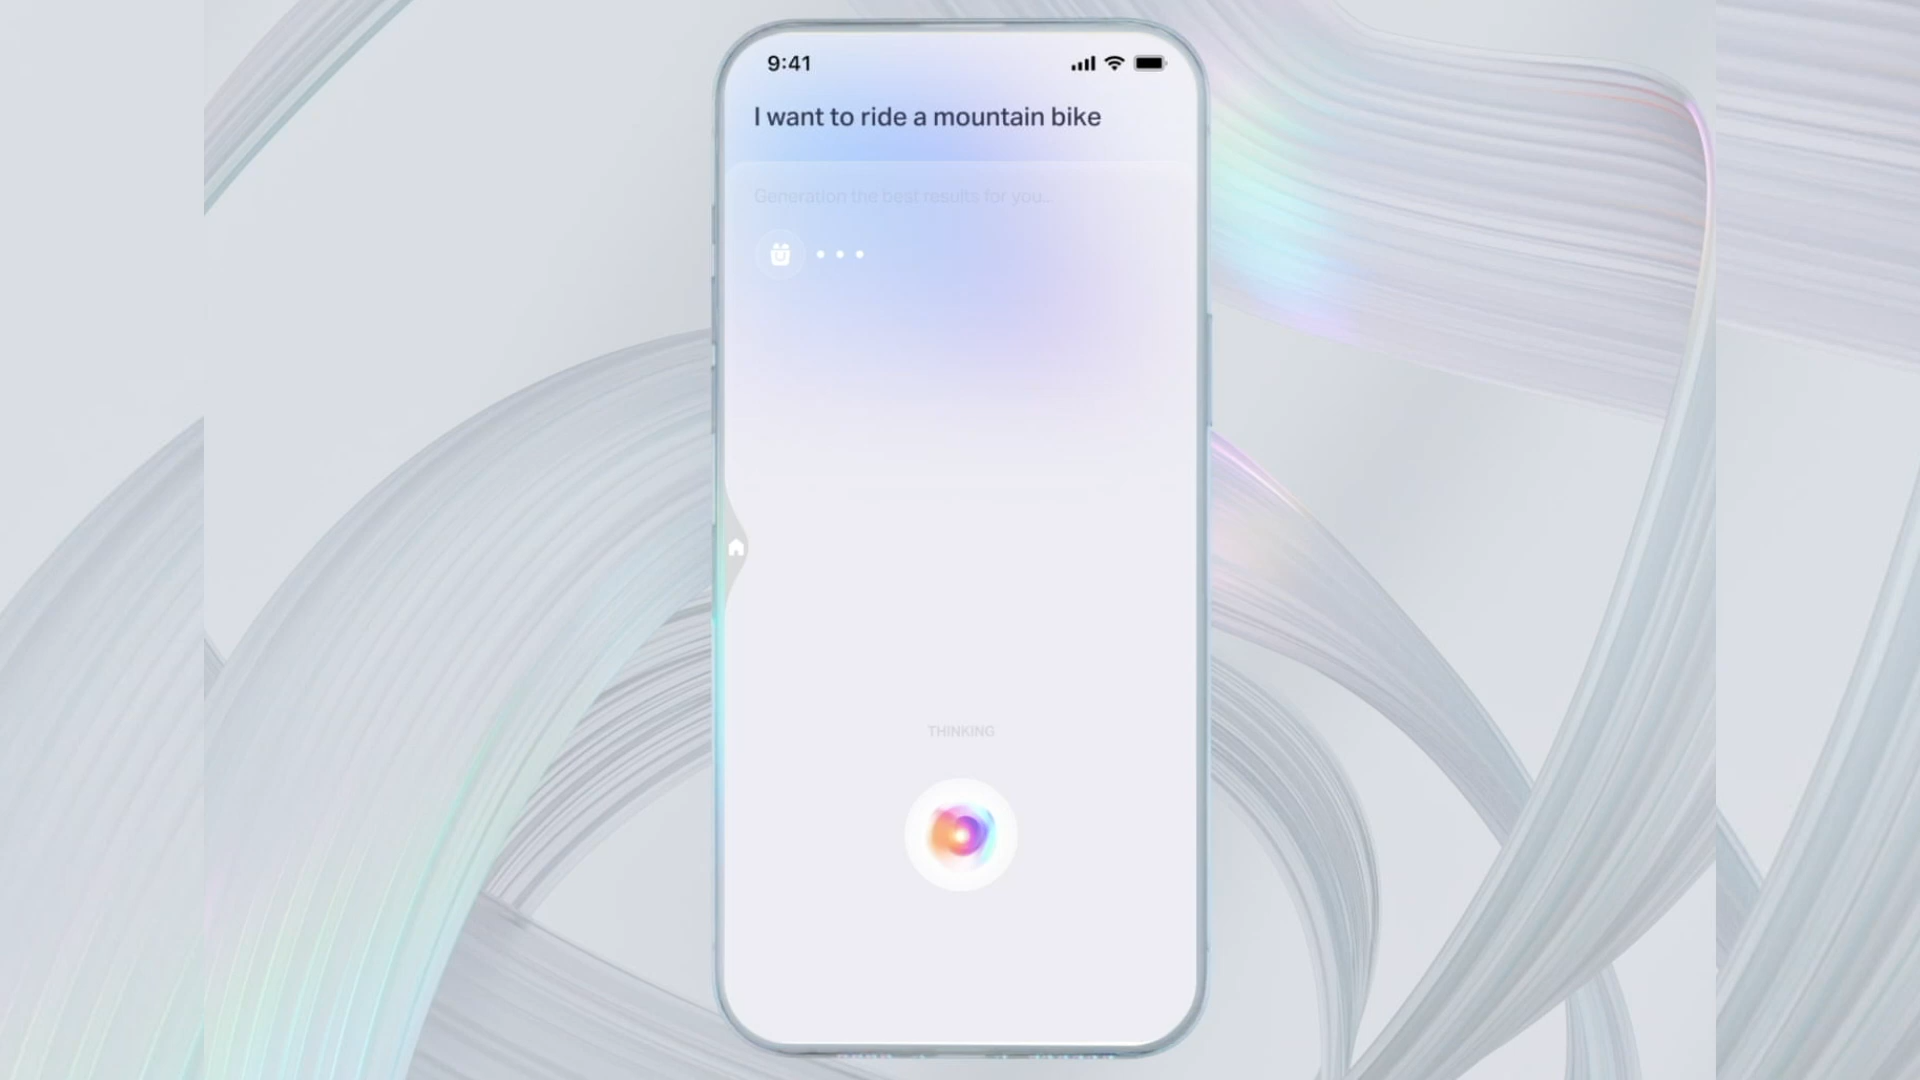 9:41
I want to ride a mountain bike
Generation the best results for you...
THINKING